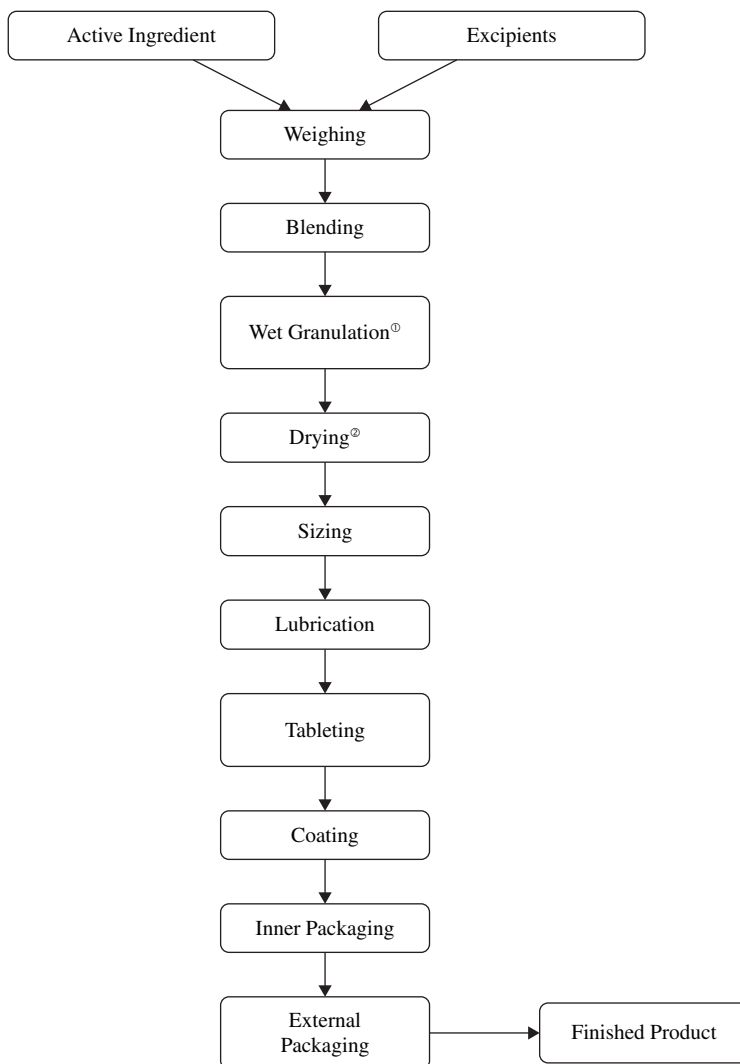 Active Ingredient
Excipients
Weighing
Blending
Wet Granulation①
Drying②
Sizing
Lubrication
Tableting
Coating
Inner Packaging
External
Packaging
Finished Product